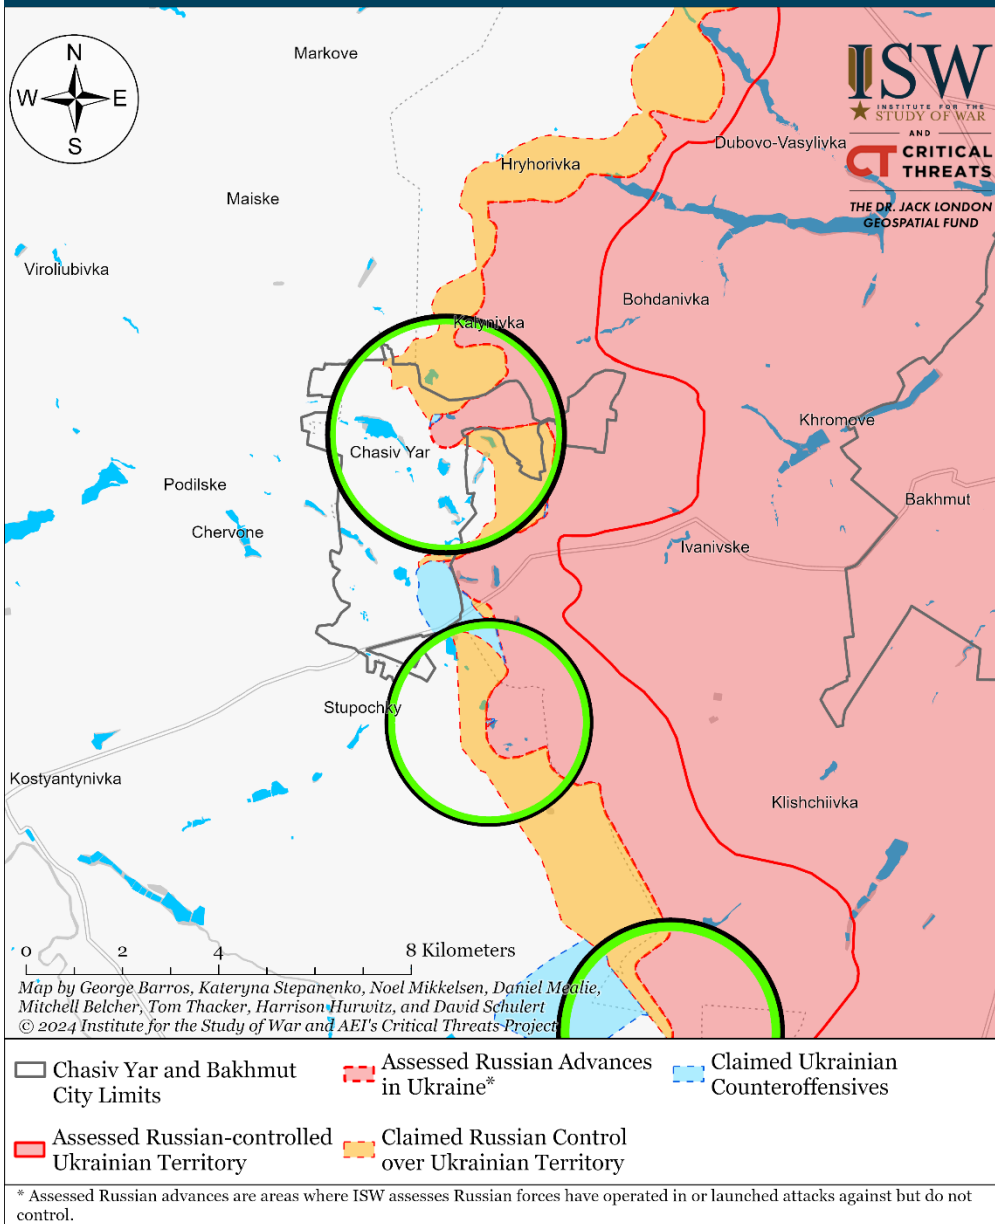 N
W
E
S
Markove
ISW
INSTITUTE FOR THE
STUDY OF WAR
AND
CT CRITICAL
THREATS
THE DR. JACK LONDON
GEOSPATIAL FUND
Dubovo-Vasylivka
Hryhorivka
Maiske
Viroliubivka
Bohdanivka
Kalynivka
Khromove
Chasiv Yar
Podilske
Bakhmut
Chervone
Ivanivske
Stupochky
Kostyantynivka
Klishchiivka
0 2 4 8 Kilometers
Map by George Barros, Kateryna Stepanenko, Noel Mikkelsen, Daniel Mealie,
Mitchell Belcher, Tom Thacker, Harrison Hurwitz, and David Schulert
© 2024 Institute for the Study of War and AEI's Critical Threats Project
Chasiv Yar and Bakhmut
City Limits
Assessed Russian Advances
in Ukraine*
Claimed Ukrainian
Counteroffensives
Assessed Russian-controlled
Ukrainian Territory
Claimed Russian Control
over Ukrainian Territory
* Assessed Russian advances are areas where ISW assesses Russian forces have operated in or launched attacks against but do not
control.